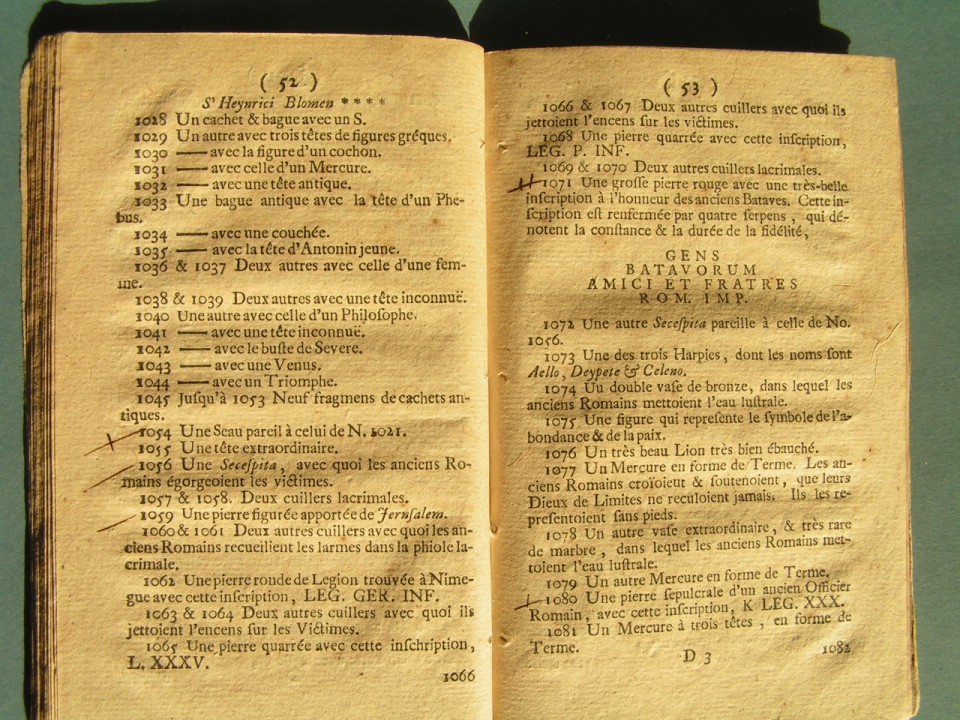 ( 52 )
Sʳ Heynrici Blomen ****
1028 Un cachet & bague avec un S.
1029 Un autre avec trois têtes de figures gréques.
1030 —— avec la figure d'un cochon.
1031 —— avec celle d'un Mercure.
1032 —— avec une tête antique.
1033 Une bague antique avec la tête d'un Phe-
bus.
1034 —— avec une couchée.
1035 —— avec la tête d'Antonin jeune.
1036 & 1037 Deux autres avec celle d'une fem-
me.
1038 & 1039 Deux autres avec une tête inconnuë.
1040 Une autre avec celle d'un Philoſophe.
1041 —— avec une tête inconnuë.
1042 —— avec le buſte de Severe.
1043 —— avec une Venus.
1044 —— avec un Triomphe.
1045 Juſqu'à 1053 Neuf fragmens de cachets an-
tiques.
1054 Une Seau pareil à celui de N. 1021.
1055 Une tête extraordinaire.
1056 Une Seceſpita, avec quoi les anciens Ro-
mains égorgeoient les victimes.
1057 & 1058. Deux cuillers lacrimales.
1059 Une pierre figurée apportée de Jeruſalem.
1060 & 1061 Deux autres cuillers avec quoi les an-
ciens Romains recueilient les larmes dans la phiole la-
crimale.
1062 Une pierre ronde de Legion trouvée à Nime-
gue avec cette inſcription, LEG. GER. INF.
1063 & 1064 Deux autres cuillers avec quoi ils
jettoient l'encens ſur les Victimes.
1065 Une pierre quarrée avec cette inſchription,
L. XXXV.
1066
( 53 )
1066 & 1067 Deux autres cuillers avec quoi ils
jettoient l'encens ſur les victimes.
1068 Une pierre quarrée avec cette inſcription,
LEG. P. INF.
1069 & 1070 Deux autres cuillers lacrimales.
1071 Une groſſe pierre rouge avec une très-belle
inſcription à l'honneur des anciens Bataves. Cette in-
ſcription eſt renfermée par quatre ſerpens, qui dé-
notent la conſtance & la durée de la fidélité,
GENS
BATAVORUM
AMICI ET FRATRES
ROM. IMP.
1072 Une autre Seceſpita pareille à celle de No.
1056.
1073 Une des trois Harpies, dont les noms ſont
Aello, Deypete & Celeno.
1074 Un double vaſe de bronze, dans lequel les
anciens Romains mettoient l'eau luſtrale.
1075 Une figure qui repreſente le ſymbole de l'a-
bondance & de la paix.
1076 Un très beau Lion très bien ébauché.
1077 Un Mercure en forme de Terme. Les an-
ciens Romains croïoient & ſoutenoient, que leurs
Dieux de Limites ne reculoient jamais. Ils les re-
preſentoient ſans pieds.
1078 Un autre vaſe extraordinaire, & très rare
de marbre, dans lequel les anciens Romains met-
toient l'eau luſtrale.
1079 Un autre Mercure en forme de Terme.
1080 Une pierre ſepulcrale d'un ancien Officier
Romain, avec cette inſcription, K LEG. XXX.
1081 Un Mercure à trois têtes, en forme de
Terme.
D 3
1082